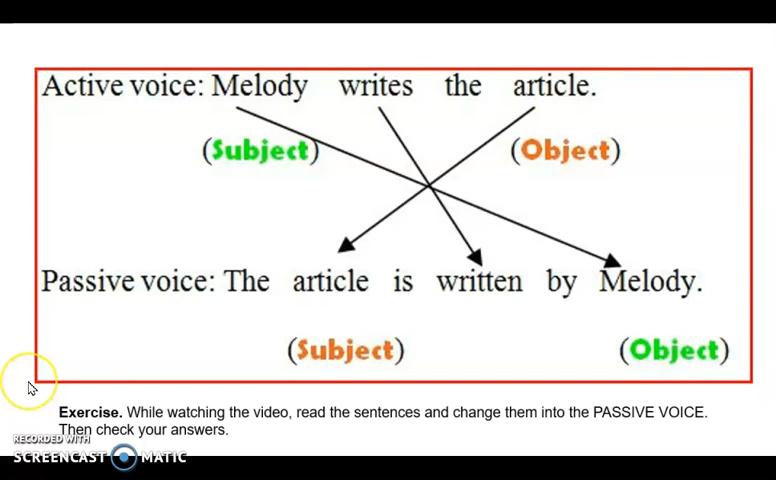 Active voice: Melody writes the article.
(Subject) (Object)
Passive voice: The article is written by Melody.
(Subject) (Object)
Exercise. While watching the video, read the sentences and change them into the PASSIVE VOICE.
Then check your answers.
RECORDED WITH
SCREENCAST MATIC